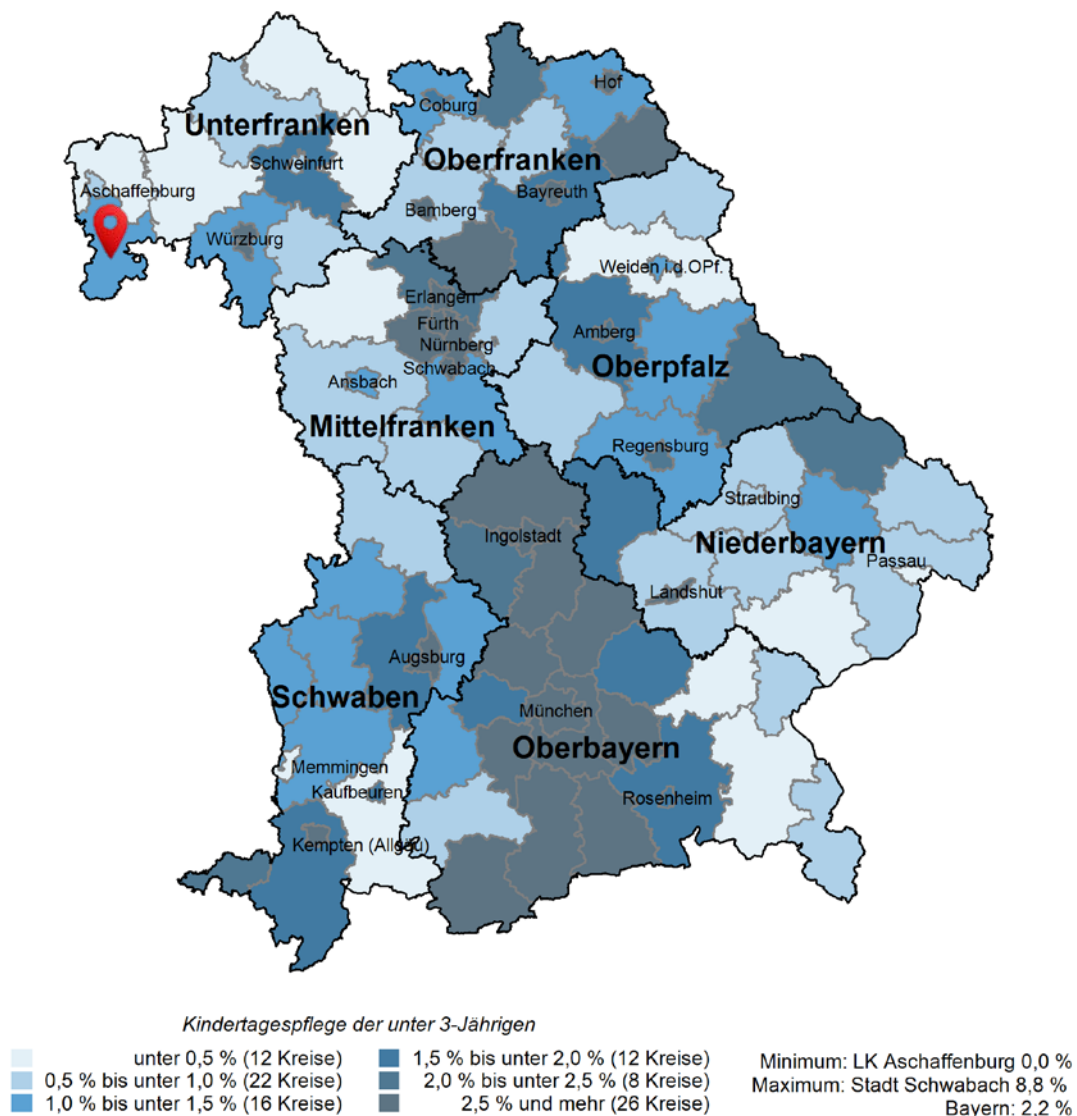 Hof
Coburg
Unterfranken
Schweinfurt
Oberfranken
Aschaffenburg
Bayreuth
Bamberg
Würzburg
Weiden i.d.OPf.
Erlangen
Fürth
Nürnberg
Amberg
Schwabach
Oberpfalz
Ansbach
Mittelfranken
Regensburg
Straubing
Ingolstadt
Niederbayern
Passau
Landshut
Augsburg
Schwaben
München
Oberbayern
Memmingen
Kaufbeuren
Rosenheim
Kempten (Allgäu)
Kindertagespflege der unter 3-Jährigen
unter 0,5 % (12 Kreise)
0,5 % bis unter 1,0 % (22 Kreise)
1,0 % bis unter 1,5 % (16 Kreise)
1,5 % bis unter 2,0 % (12 Kreise)
2,0 % bis unter 2,5 % (8 Kreise)
2,5 % und mehr (26 Kreise)
Minimum: LK Aschaffenburg 0,0 %
Maximum: Stadt Schwabach 8,8 %
Bayern: 2,2 %